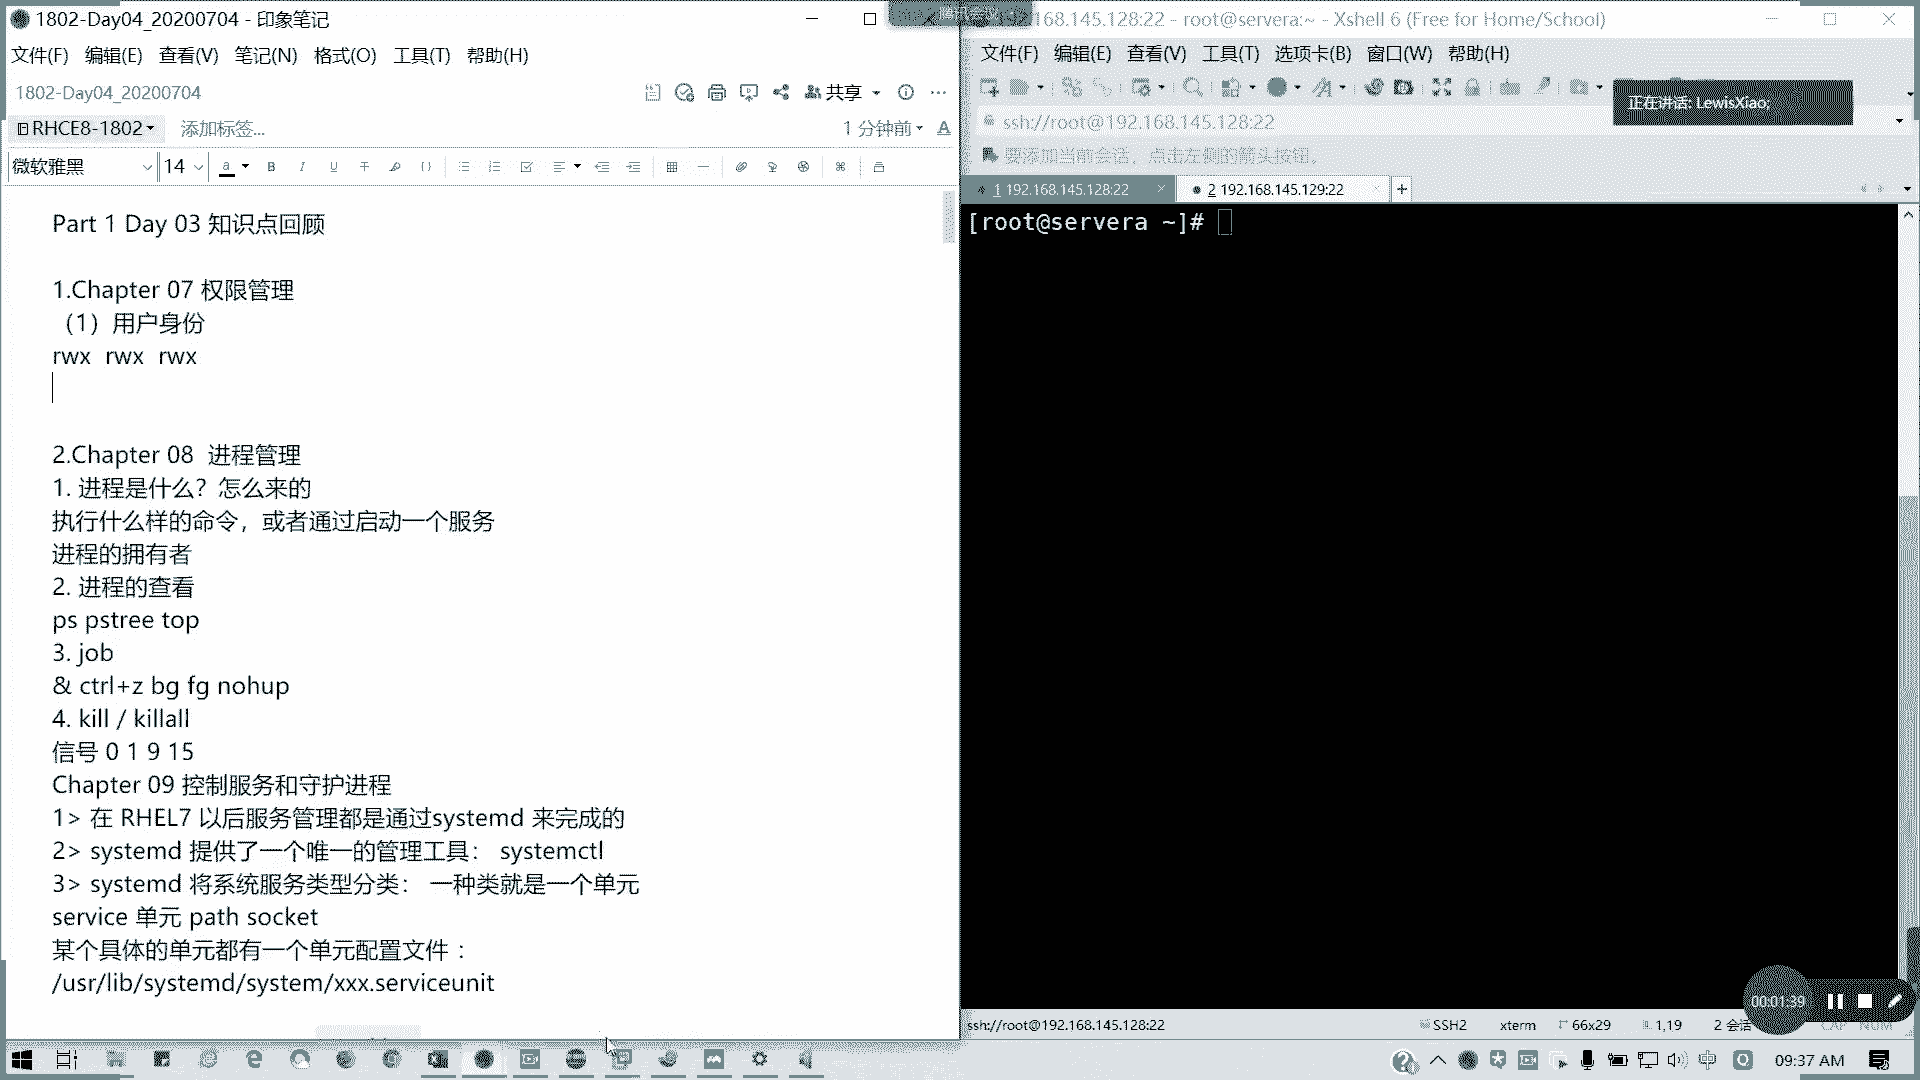 1802-Day04_20200704 - 印象笔记
文件(F) 编辑(E) 查看(V) 笔记(N) 格式(O) 工具(T) 帮助(H)
1802-Day04_20200704
共享
RHCE8-1802
添加标签...
1 分钟前
微软雅黑
14
Part 1 Day 03 知识点回顾
1.Chapter 07 权限管理
（1）用户身份
rwx rwx rwx
2.Chapter 08 进程管理
1. 进程是什么？怎么来的
执行什么样的命令，或者通过启动一个服务
进程的拥有者
2. 进程的查看
ps pstree top
3. job
& ctrl+z bg fg nohup
4. kill / killall
信号 0 1 9 15
Chapter 09 控制服务和守护进程
1> 在 RHEL7 以后服务管理都是通过systemd 来完成的
2> systemd 提供了一个唯一的管理工具： systemctl
3> systemd 将系统服务类型分类： 一种类就是一个单元
service 单元 path socket
某个具体的单元都有一个单元配置文件：
/usr/lib/systemd/system/xxx.serviceunit
腾讯会议
192.168.145.128:22 - root@servera:~ - Xshell 6 (Free for Home/School)
文件(F) 编辑(E) 查看(V) 工具(T) 选项卡(B) 窗口(W) 帮助(H)
正在讲话: LewisXiao;
ssh://root@192.168.145.128:22
要添加当前会话，点击左侧的箭头按钮。
1 192.168.145.128:22
2 192.168.145.129:22
[root@servera ~]#
00:01:39
ssh://root@192.168.145.128:22
SSH2
xterm
66x29
1,19
2 会话
CAP NUM
中
09:37 AM